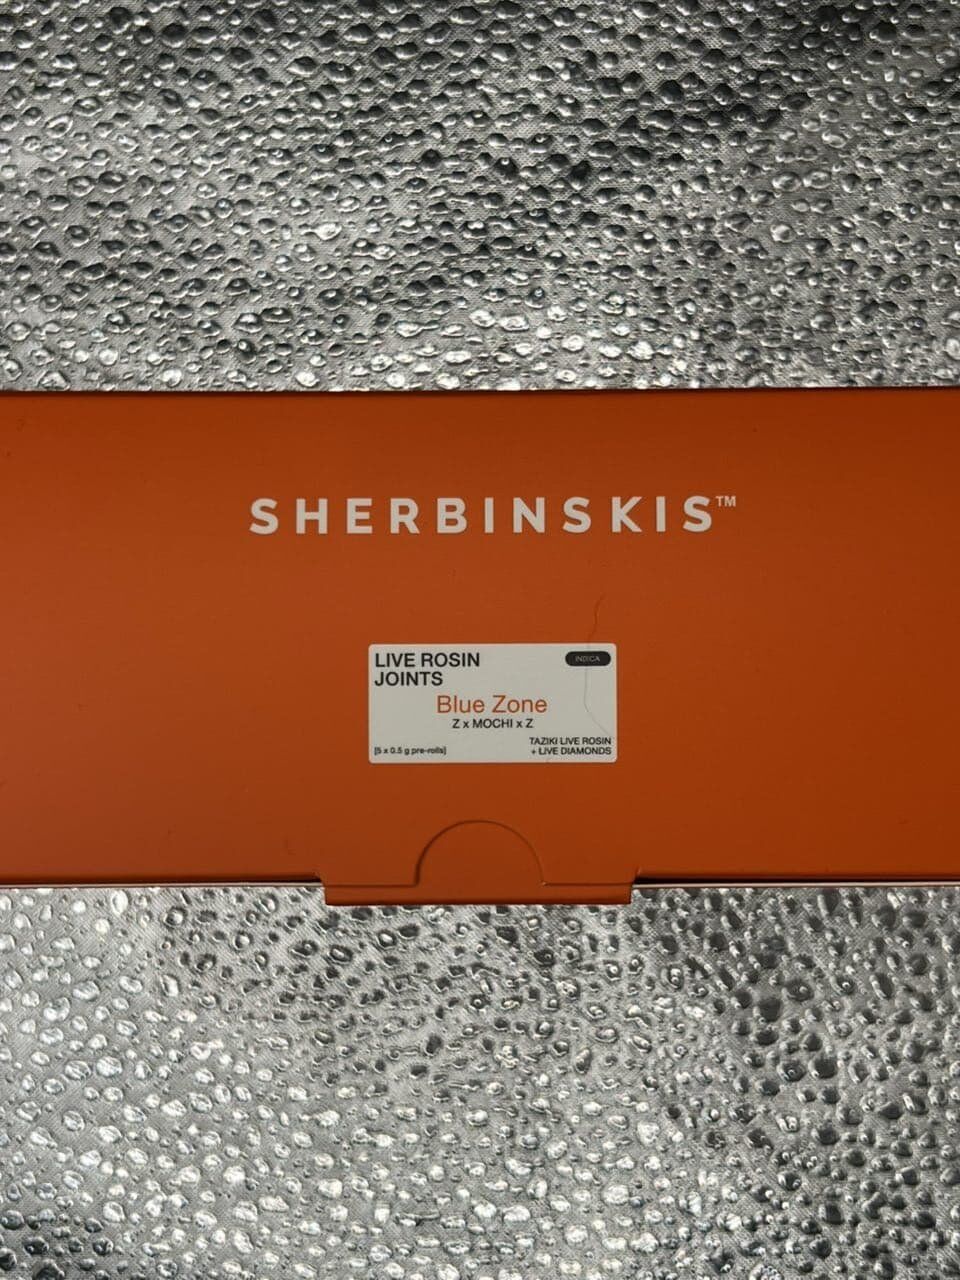 SHERBINSKIS™
LIVE ROSIN
JOINTS
INDICA
Blue Zone
Z x MOCHI x Z
[5 x 0.5 g pre-rolls]
TAZIKI LIVE ROSIN
+ LIVE DIAMONDS